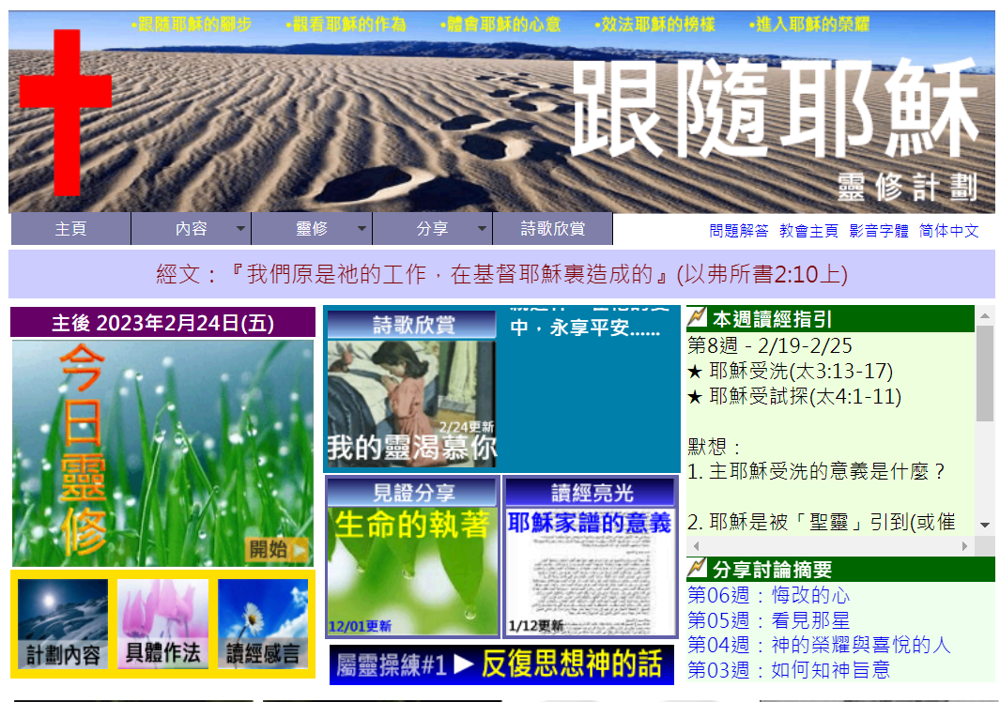 •跟隨耶穌的腳步 •觀看耶穌的作為 •體會耶穌的心意 •效法耶穌的榜樣 •進入耶穌的榮耀
跟隨耶穌
靈修計劃
主頁 內容 靈修 分享 詩歌欣賞
問題解答 教會主頁 影音字體 简体中文
經文：『我們原是祂的工作，在基督耶穌裏造成的』(以弗所書2:10上)
主後 2023年2月24日(五)
今日靈修
開始
計劃內容
具體作法
讀經感言
詩歌欣賞
2/24更新
我的靈渴慕你
中，永享平安......
見證分享
生命的執著
12/01更新
讀經亮光
耶穌家譜的意義
1/12更新
屬靈操練#1 ▶ 反復思想神的話
本週讀經指引
第8週 - 2/19-2/25
★ 耶穌受洗(太3:13-17)
★ 耶穌受試探(太4:1-11)
默想：
1. 主耶穌受洗的意義是什麼？
2. 耶穌是被「聖靈」引到(或催
分享討論摘要
第06週：悔改的心
第05週：看見那星
第04週：神的榮耀與喜悅的人
第03週：如何知神旨意